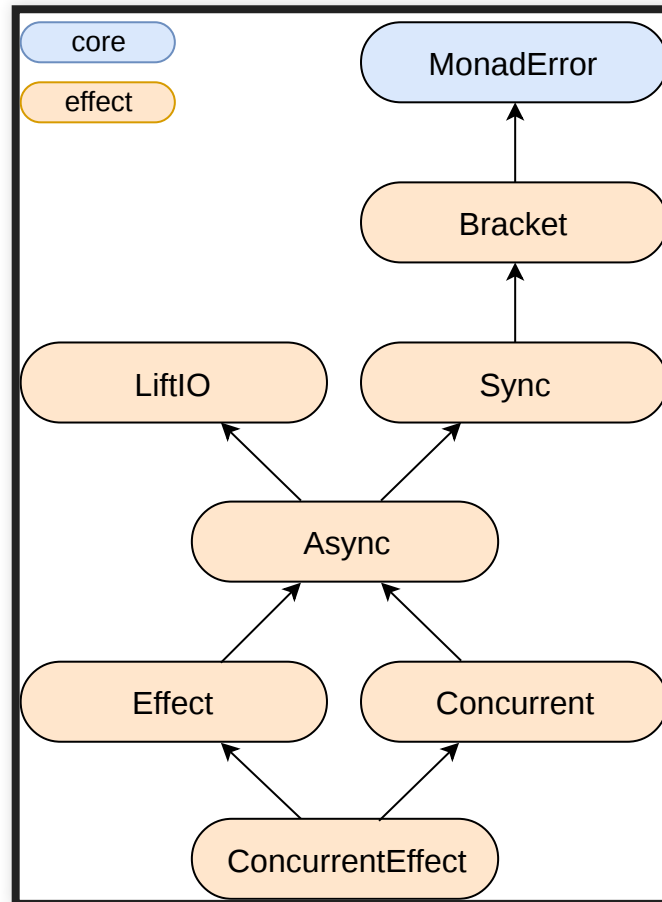 core
MonadError
effect
Bracket
LiftIO
Sync
Async
Effect
Concurrent
ConcurrentEffect